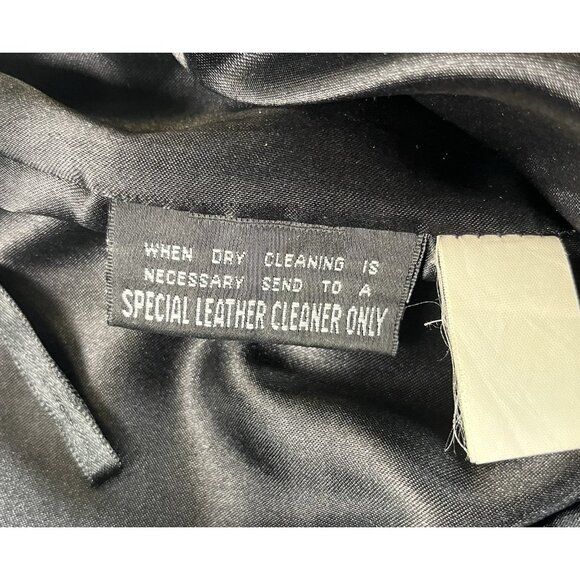 WHEN DRY CLEANING IS
NECESSARY SEND TO A
SPECIAL LEATHER CLEANER ONLY